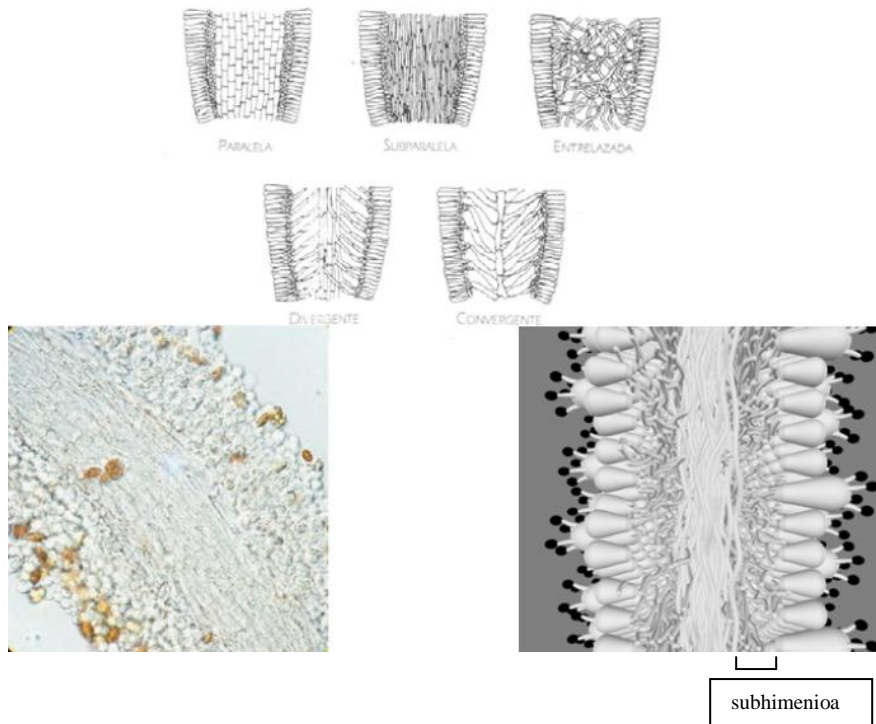 PARALELA SUBPARALELA ENTRELAZADA
DIVERGENTE CONVERGENTE
subhimenioa